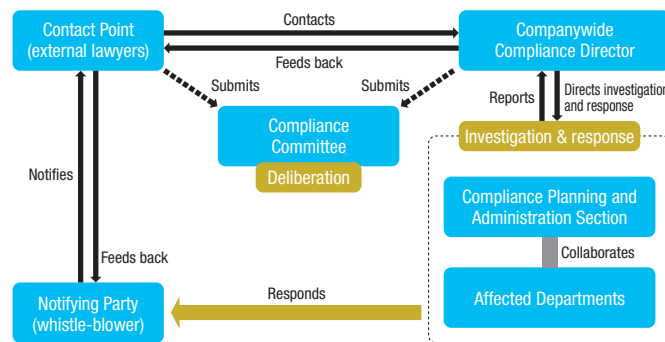 Contact Point
(external lawyers)
Contacts
Feeds back
Companywide
Compliance Director
Submits
Submits
Reports
Directs investigation
and response
Compliance
Committee
Deliberation
Investigation & response
Notifies
Feeds back
Compliance Planning and
Administration Section
Collaborates
Notifying Party
(whistle-blower)
Responds
Affected Departments